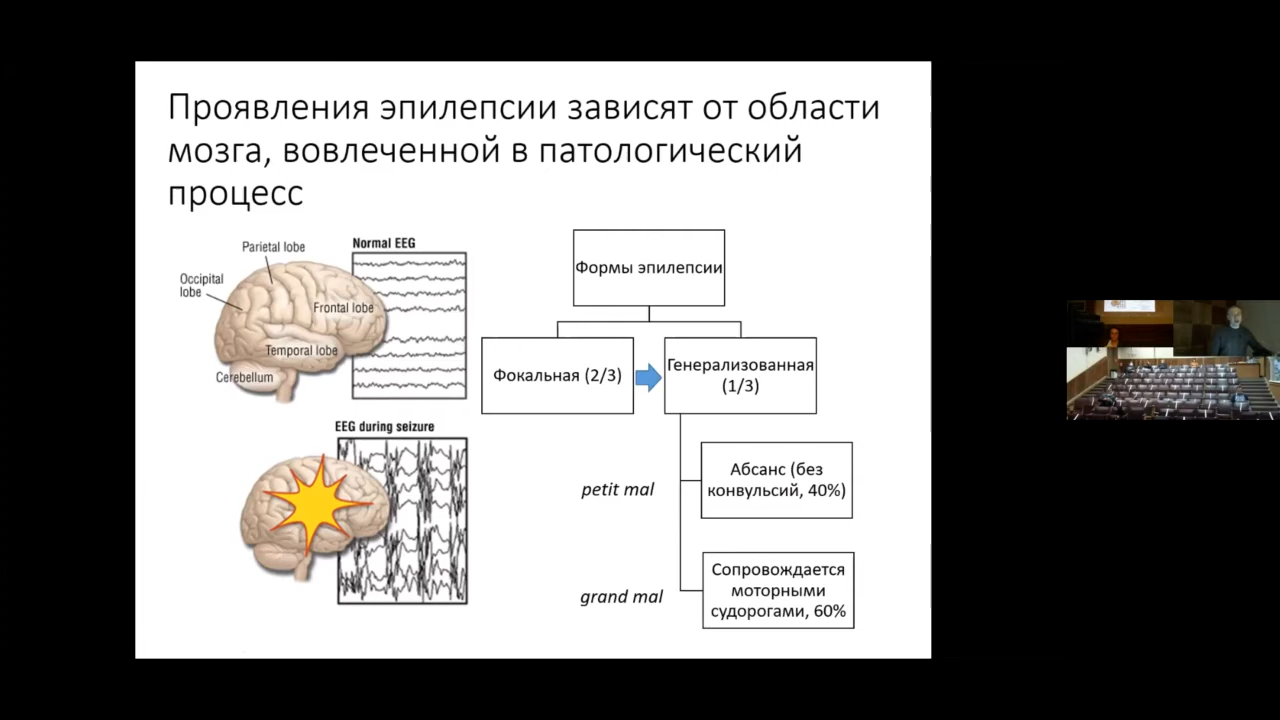 Проявления эпилепсии зависят от области
мозга, вовлеченной в патологический
процесс
Parietal lobe
Occipital
lobe
Frontal lobe
Temporal lobe
Cerebellum
Normal EEG
EEG during seizure
Формы эпилепсии
Фокальная (2/3)
Генерализованная
(1/3)
petit mal
Абсанс (без
конвульсий, 40%)
grand mal
Сопровождается
моторными
судорогами, 60%